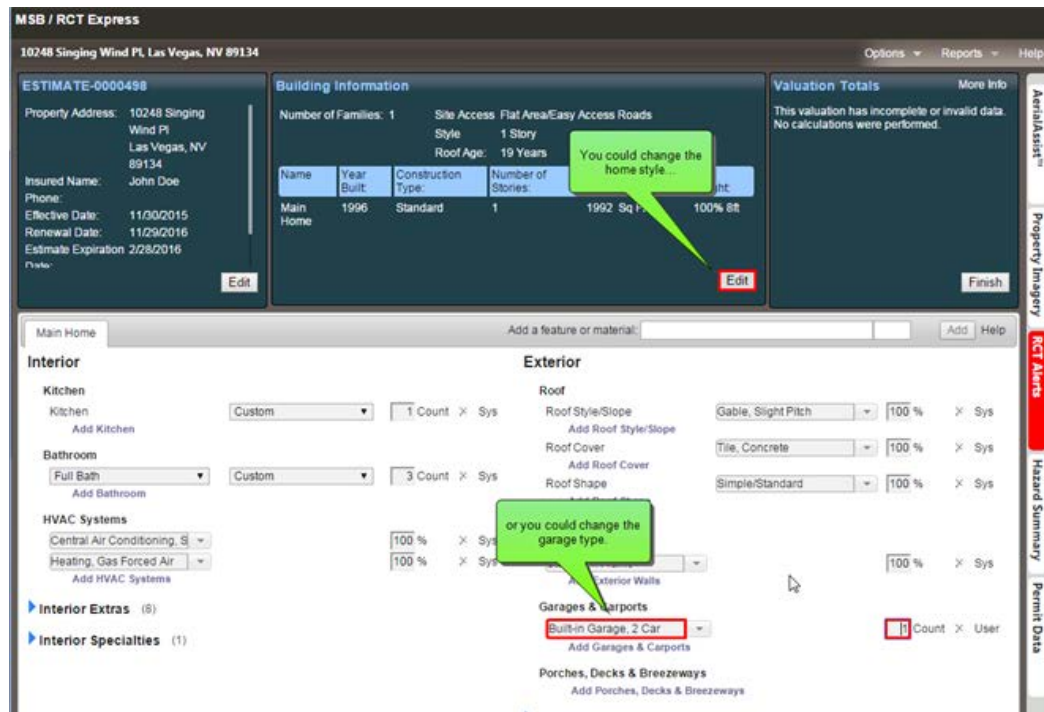 MSB / RCT Express
10248 Singing Wind Pl, Las Vegas, NV 89134
Options Reports Help
ESTIMATE-0000498
Property Address: 10248 Singing
Wind Pl
Las Vegas, NV
89134
Insured Name: John Doe
Phone:
Effective Date: 11/30/2015
Renewal Date: 11/29/2016
Estimate Expiration 2/28/2016
Date:
Edit
Building Information
Number of Families: 1 Site Access Flat Area/Easy Access Roads
Style 1 Story
Roof Age: 19 Years
Name Year Built: Construction Type: Number of Stories:
Main Home 1996 Standard 1 1992 Sq 100% 8ft
You could change the
home style...
Edit
Valuation Totals More Info
This valuation has incomplete or invalid data.
No calculations were performed.
Finish
AerialAssist™
Property Imagery
RCT Alerts
Hazard Summary
Permit Data
Main Home Add a feature or material: Add Help
Interior
Kitchen
Kitchen Custom 1 Count X Sys
Add Kitchen
Bathroom
Full Bath Custom 3 Count X Sys
Add Bathroom
HVAC Systems
Central Air Conditioning, S 100 % X Sys
Heating, Gas Forced Air 100 % X Sys
Add HVAC Systems
Interior Extras (6)
Interior Specialties (1)
Exterior
Roof
Roof Style/Slope Gable, Slight Pitch 100 % X Sys
Add Roof Style/Slope
Roof Cover Tile, Concrete 100 % X Sys
Add Roof Cover
Roof Shape Simple/Standard 100 % X Sys
or you could change the
garage type.
100 % X Sys
Exterior Walls
Garages & Carports
Built-in Garage, 2 Car 1 Count X User
Add Garages & Carports
Porches, Decks & Breezeways
Add Porches, Decks & Breezeways